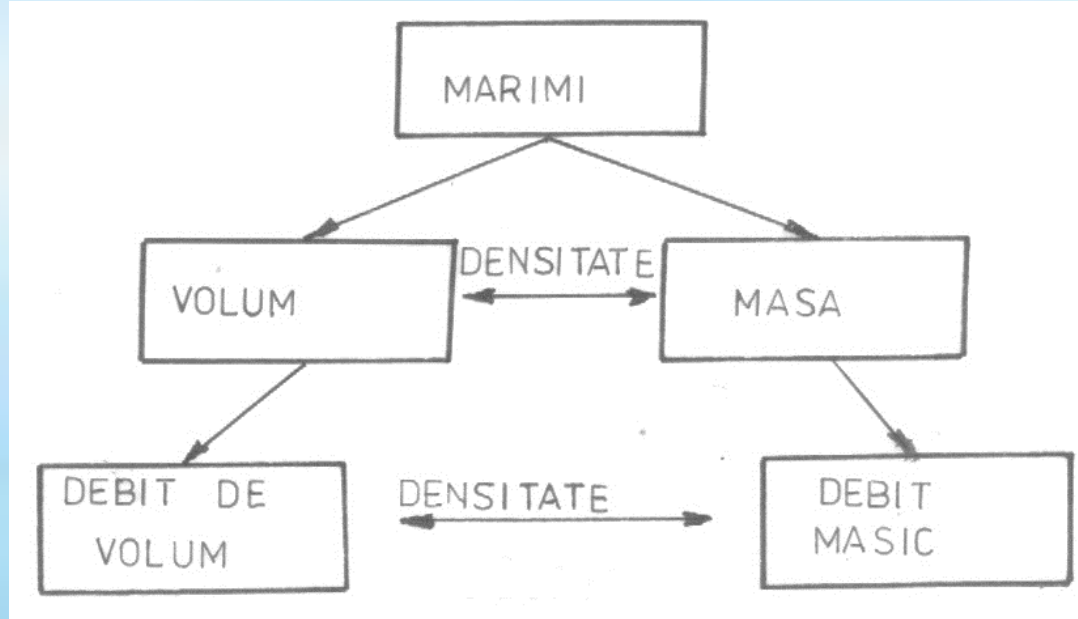 MARIMI
DENSITATE
VOLUM
MASA
DEBIT DE
VOLUM
DENSITATE
DEBIT
MASIC